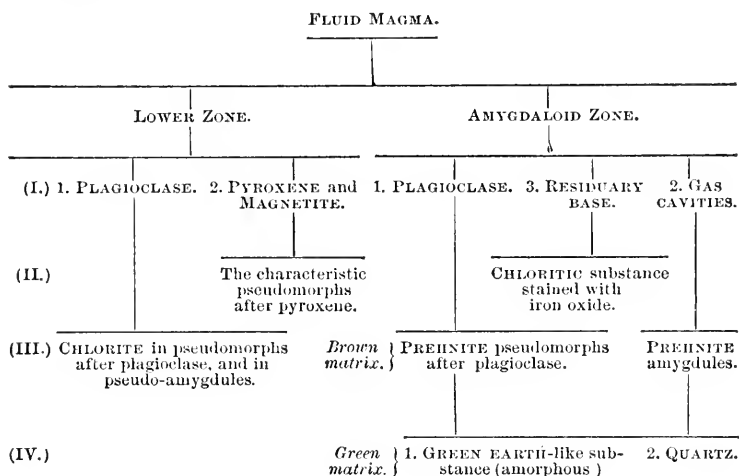 FLUID MAGMA.
LOWER ZONE. AMYGDALOID ZONE.
(I.) 1. PLAGIOCLASE. 2. PYROXENE and 1. PLAGIOCLASE. 3. RESIDUARY 2. GAS
MAGNETITE. BASE. CAVITIES.
(II.) The characteristic CHLORITIC substance
pseudomorphs stained with
after pyroxene. iron oxide.
(III.) CHLORITE in pseudomorphs Brown } PREHNITE pseudomorphs PREHNITE
after plagioclase, and in matrix. } after plagioclase. amygdules.
pseudo-amygdules.
(IV.) Green } 1. GREEN EARTH-like sub- 2. QUARTZ.
matrix. } stance (amorphous)